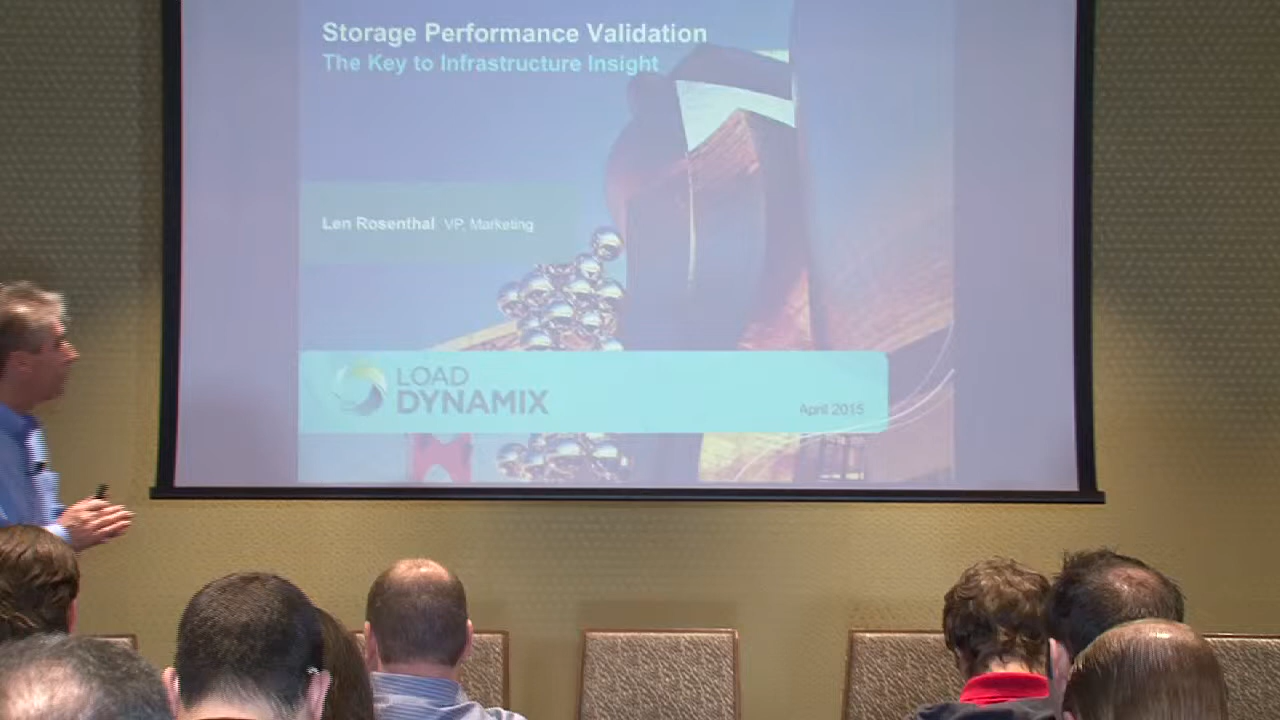 Storage Performance Validation
The Key to Infrastructure Insight
Len Rosenthal VP, Marketing
LOAD
DYNAMIX
April 2015